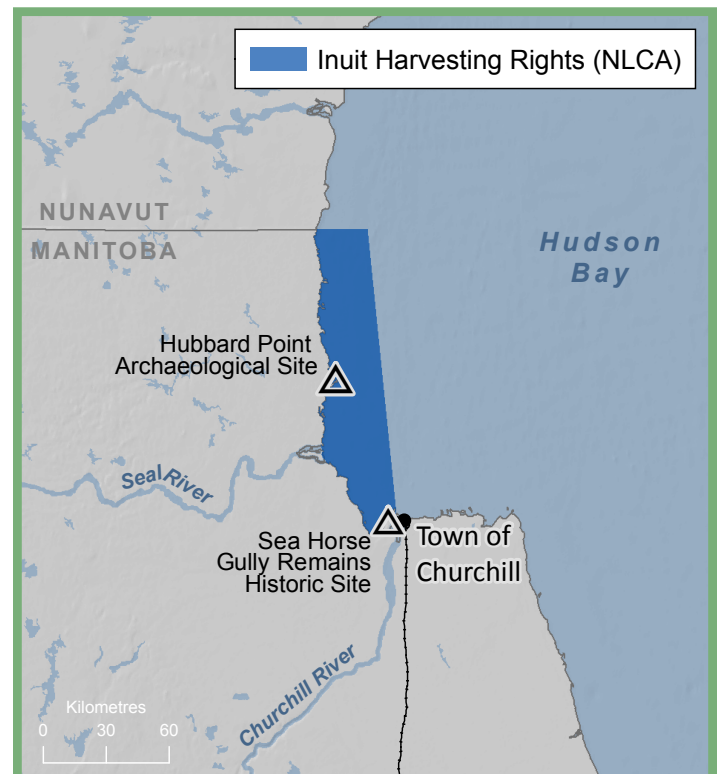 Inuit Harvesting Rights (NLCA)
NUNAVUT
MANITOBA
Hudson
Bay
Hubbard Point
Archaeological Site
Seal River
Sea Horse
Gully Remains
Historic Site
Town of
Churchill
Churchill River
Kilometres
0 30 60